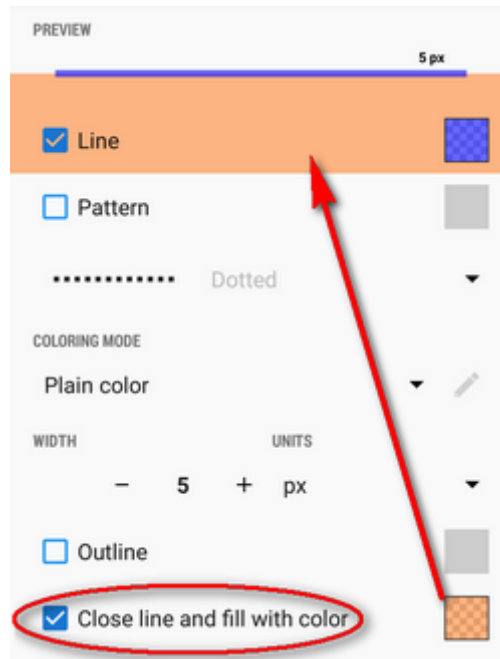 PREVIEW
5 px
Line
Pattern
Dotted
COLORING MODE
Plain color
WIDTH UNITS
− 5 + px
Outline
Close line and fill with color